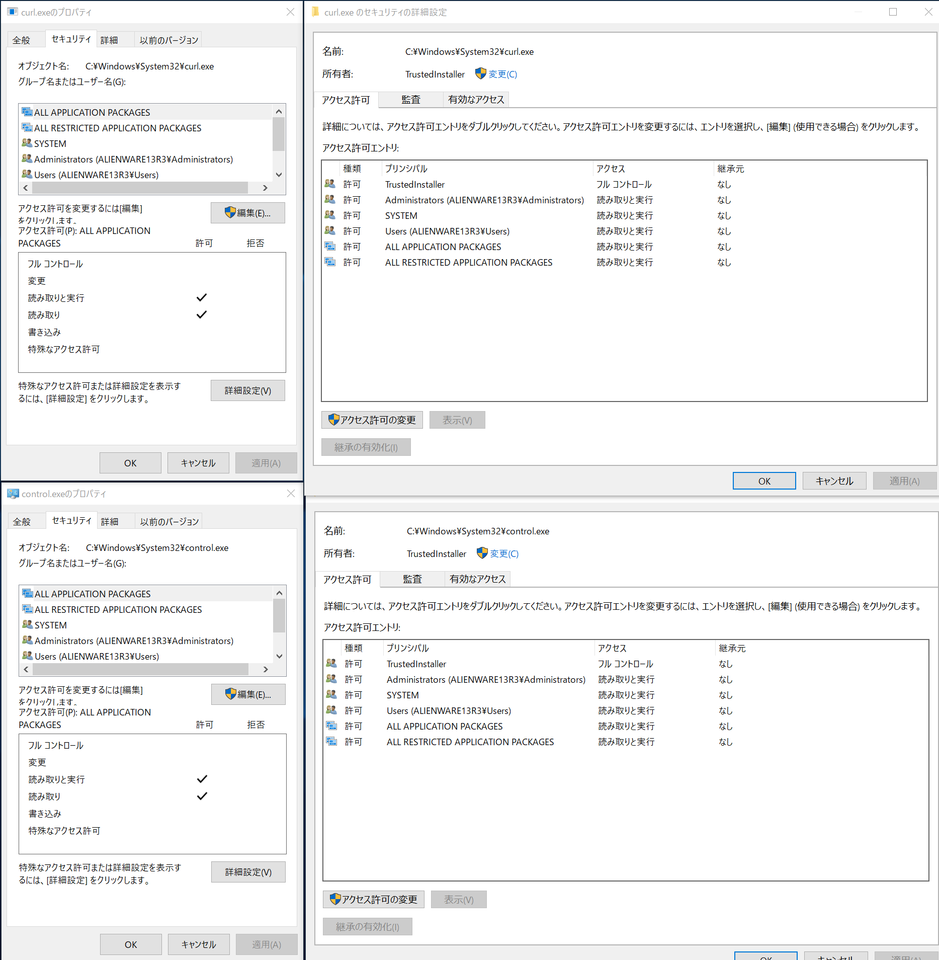 curl.exeのプロパティ
全般 セキュリティ 詳細 以前のバージョン
オブジェクト名: C:¥Windows¥System32¥curl.exe
グループ名またはユーザー名(G):
ALL APPLICATION PACKAGES
ALL RESTRICTED APPLICATION PACKAGES
SYSTEM
Administrators (ALIENWARE13R3¥Administrators)
Users (ALIENWARE13R3¥Users)
アクセス許可を変更するには[編集]
をクリックします。
編集(E)...
アクセス許可(P): ALL APPLICATION
PACKAGES 許可 拒否
フル コントロール
変更
読み取りと実行
読み取り
書き込み
特殊なアクセス許可
特殊なアクセス許可または詳細設定を表示す
るには、[詳細設定] をクリックします。
詳細設定(V)
OK キャンセル 適用(A)
curl.exe のセキュリティの詳細設定
名前: C:¥Windows¥System32¥curl.exe
所有者: TrustedInstaller 変更(C)
アクセス許可 監査 有効なアクセス
詳細については、アクセス許可エントリをダブルクリックしてください。アクセス許可エントリを変更するには、エントリを選択し、[編集] (使用できる場合) をクリックします。
アクセス許可エントリ:
種類 プリンシパル アクセス 継承元
許可 TrustedInstaller フル コントロール なし
許可 Administrators (ALIENWARE13R3¥Administrators) 読み取りと実行 なし
許可 SYSTEM 読み取りと実行 なし
許可 Users (ALIENWARE13R3¥Users) 読み取りと実行 なし
許可 ALL APPLICATION PACKAGES 読み取りと実行 なし
許可 ALL RESTRICTED APPLICATION PACKAGES 読み取りと実行 なし
アクセス許可の変更 表示(V)
継承の有効化(I)
OK キャンセル 適用(A)
control.exeのプロパティ
全般 セキュリティ 詳細 以前のバージョン
オブジェクト名: C:¥Windows¥System32¥control.exe
グループ名またはユーザー名(G):
ALL APPLICATION PACKAGES
ALL RESTRICTED APPLICATION PACKAGES
SYSTEM
Administrators (ALIENWARE13R3¥Administrators)
Users (ALIENWARE13R3¥Users)
アクセス許可を変更するには[編集]
をクリックします。
編集(E)...
アクセス許可(P): ALL APPLICATION
PACKAGES 許可 拒否
フル コントロール
変更
読み取りと実行
読み取り
書き込み
特殊なアクセス許可
特殊なアクセス許可または詳細設定を表示す
るには、[詳細設定] をクリックします。
詳細設定(V)
OK キャンセル 適用(A)
名前: C:¥Windows¥System32¥control.exe
所有者: TrustedInstaller 変更(C)
アクセス許可 監査 有効なアクセス
詳細については、アクセス許可エントリをダブルクリックしてください。アクセス許可エントリを変更するには、エントリを選択し、[編集] (使用できる場合) をクリックします。
アクセス許可エントリ:
種類 プリンシパル アクセス 継承元
許可 TrustedInstaller フル コントロール なし
許可 Administrators (ALIENWARE13R3¥Administrators) 読み取りと実行 なし
許可 SYSTEM 読み取りと実行 なし
許可 Users (ALIENWARE13R3¥Users) 読み取りと実行 なし
許可 ALL APPLICATION PACKAGES 読み取りと実行 なし
許可 ALL RESTRICTED APPLICATION PACKAGES 読み取りと実行 なし
アクセス許可の変更 表示(V)
継承の有効化(I)
OK キャンセル 適用(A)